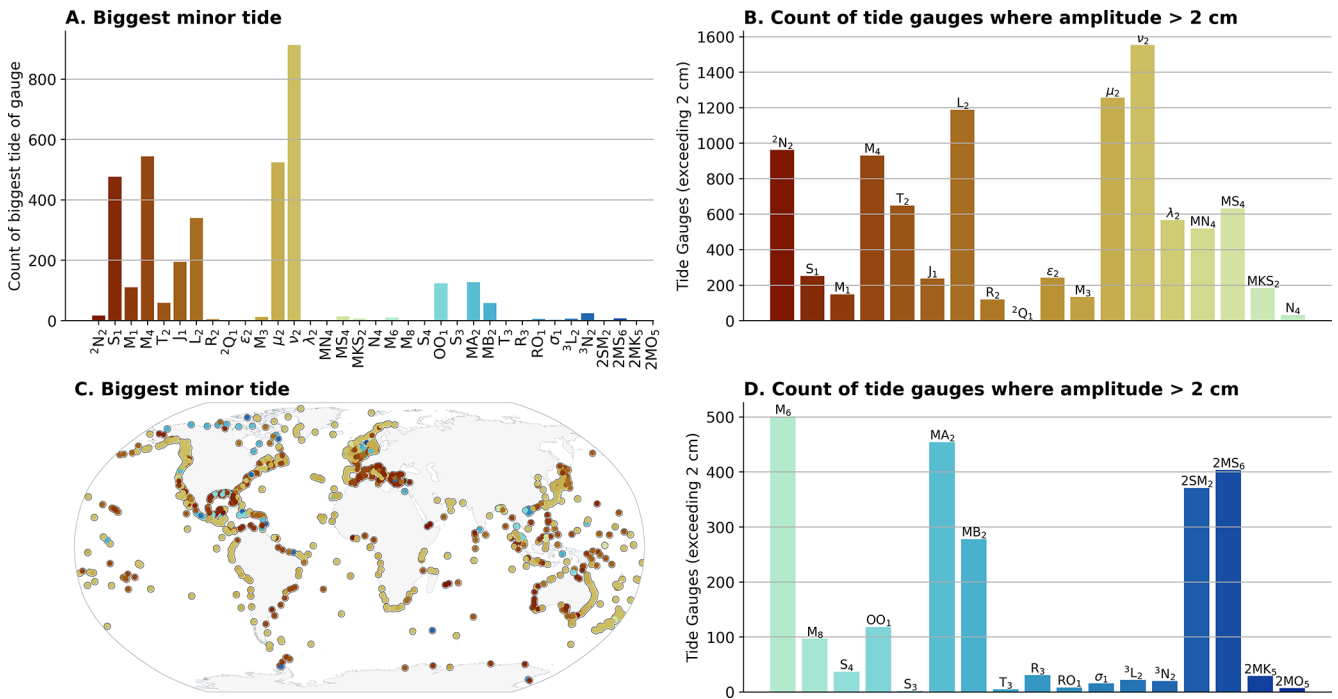 A. Biggest minor tide
Count of biggest tide of gauge
800
600
400
200
0
²N₂ S₁ M₁ M₄ T₂ J₁ L₂ R₂ ²Q₁ ε₂ M₃ μ₂ ν₂ λ₂ MN₄ MS₄ MKS₂ N₄ M₆ M₈ S₄ OO₁ S₃ MA₂ MB₂ T₃ R₃ RO₁ σ₁ ³L₂ ³N₂ 2SM₂ 2MS₆ 2MK₅ 2MO₅
B. Count of tide gauges where amplitude > 2 cm
Tide Gauges (exceeding 2 cm)
1600
1400
1200
1000
800
600
400
200
0
²N₂ S₁ M₁ M₄ T₂ J₁ L₂ R₂ ²Q₁ ε₂ M₃ μ₂ ν₂ λ₂ MN₄ MS₄ MKS₂ N₄
C. Biggest minor tide
D. Count of tide gauges where amplitude > 2 cm
Tide Gauges (exceeding 2 cm)
500
400
300
200
100
0
M₆ M₈ S₄ OO₁ S₃ MA₂ MB₂ T₃ R₃ RO₁ σ₁ ³L₂ ³N₂ 2SM₂ 2MS₆ 2MK₅ 2MO₅